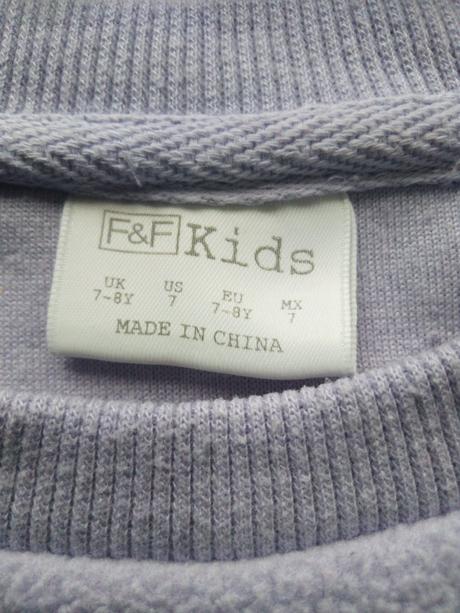 F&F Kids
UK US EU MX
7-8Y 7 7-8Y 7
MADE IN CHINA